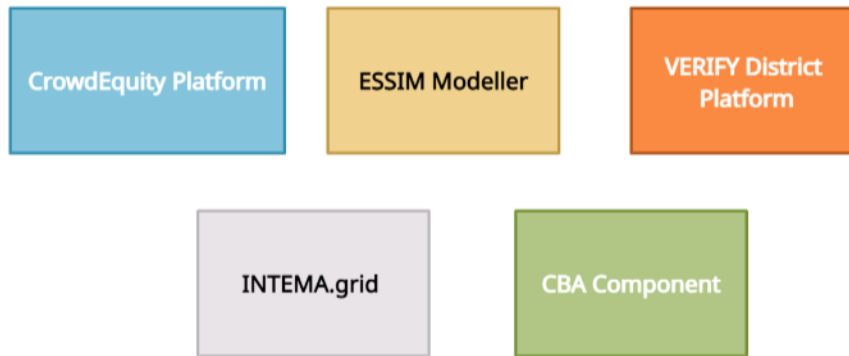 CrowdEquity Platform
ESSIM Modeller
VERIFY District
Platform
INTEMA.grid
CBA Component